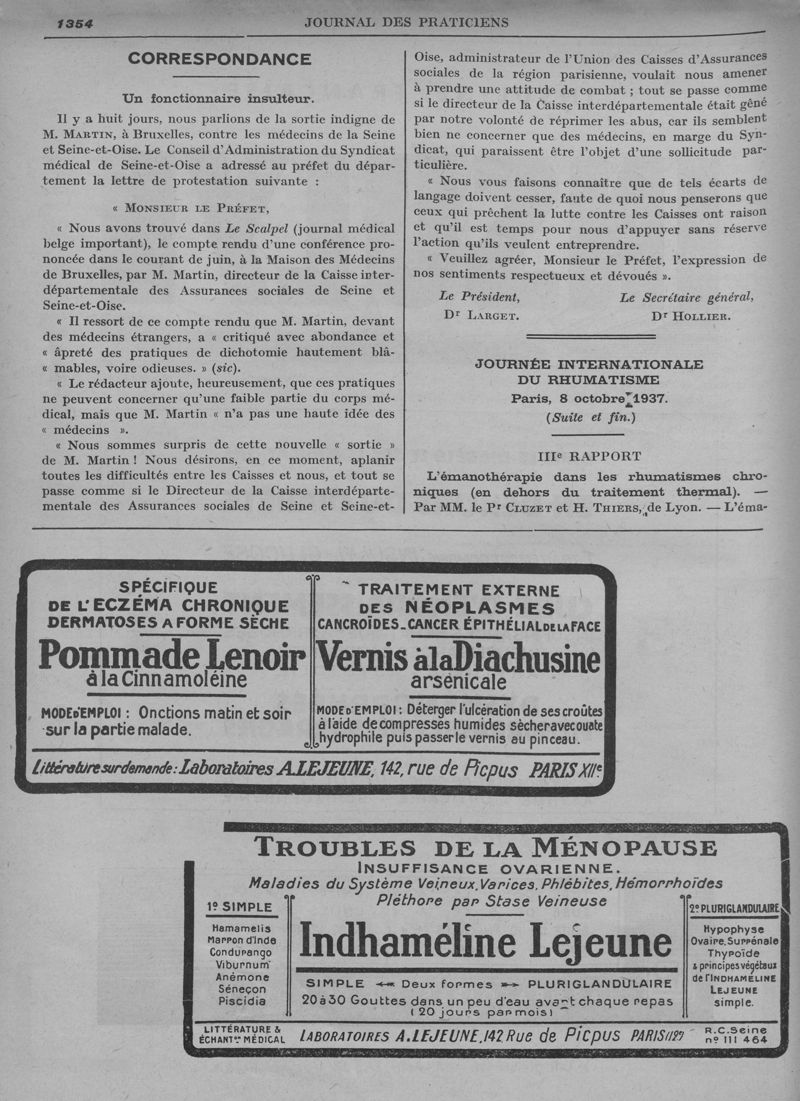 1354
JOURNAL DES PRATICIENS
CORRESPONDANCE
Un fonctionnaire insulteur.
Il y a huit jours, nous parlions de la sortie indigne de
M. MARTIN, à Bruxelles, contre les médecins de la Seine
et Seine-et-Oise. Le Conseil d'Administration du Syndicat
médical de Seine-et-Oise a adressé au préfet du dépar-
tement la lettre de protestation suivante :
« MONSIEUR LE PRÉFET,
« Nous avons trouvé dans Le Scalpel (journal médical
belge important), le compte rendu d'une conférence pro-
noncée dans le courant de juin, à la Maison des Médecins
de Bruxelles, par M. Martin, directeur de la Caisse inter-
départementale des Assurances sociales de Seine et
Seine-et-Oise.
« Il ressort de ce compte rendu que M. Martin, devant
des médecins étrangers, a « critiqué avec abondance et
« âpreté des pratiques de dichotomie hautement blâ-
« mables, voire odieuses. » (sic).
« Le rédacteur ajoute, heureusement, que ces pratiques
ne peuvent concerner qu'une faible partie du corps mé-
dical, mais que M. Martin « n'a pas une haute idée des
« médecins ».
« Nous sommes surpris de cette nouvelle « sortie »
de M. Martin ! Nous désirons, en ce moment, aplanir
toutes les difficultés entre les Caisses et nous, et tout se
passe comme si le Directeur de la Caisse interdéparte-
mentale des Assurances sociales de Seine et Seine-et-
Oise, administrateur de l'Union des Caisses d'Assurances
sociales de la région parisienne, voulait nous amener
à prendre une attitude de combat ; tout se passe comme
si le directeur de la Caisse interdépartementale était gêné
par notre volonté de réprimer les abus, car ils semblent
bien ne concerner que des médecins, en marge du Syn-
dicat, qui paraissent être l'objet d'une sollicitude par-
ticulière.
« Nous vous faisons connaître que de tels écarts de
langage doivent cesser, faute de quoi nous penserons que
ceux qui prêchent la lutte contre les Caisses ont raison
et qu'il est temps pour nous d'appuyer sans réserve
l'action qu'ils veulent entreprendre.
« Veuillez agréer, Monsieur le Préfet, l'expression de
nos sentiments respectueux et dévoués ».
Le Président, Le Secrétaire général,
Dr LARGET. Dr HOLLIER.
JOURNÉE INTERNATIONALE
DU RHUMATISME
Paris, 8 octobre 1937.
(Suite et fin.)
IIIe RAPPORT
L'émanothérapie dans les rhumatismes chro-
niques (en dehors du traitement thermal). —
Par MM. le Pr CLUZET et H. THIERS, de Lyon. — L'éma-
SPÉCIFIQUE
DE L'ECZÉMA CHRONIQUE
DERMATOSES A FORME SÈCHE
Pommade Lenoir
à la Cinnamoléine
MODE D'EMPLOI : Onctions matin et soir
sur la partie malade.
TRAITEMENT EXTERNE
DES NÉOPLASMES
CANCROÏDES_CANCER ÉPITHÉLIAL DE LA FACE
Vernis à la Diachusine
arsénicale
MODE D'EMPLOI : Déterger l'ulcération de ses croûtes
à l'aide de compresses humides sècher avec ouate
hydrophile puis passer le vernis au pinceau.
Littérature sur demande : Laboratoires A. LEJEUNE, 142, rue de Picpus PARIS XIIe
TROUBLES DE LA MÉNOPAUSE
INSUFFISANCE OVARIENNE.
Maladies du Système Veineux, Varices, Phlébites, Hémorrhoïdes
Pléthore par Stase Veineuse
1º SIMPLE
Hamamelis
Marron d'Inde
Condurango
Viburnum
Anémone
Séneçon
Piscidia
Indhaméline Lejeune
SIMPLE Deux formes PLURIGLANDULAIRE
20 à 30 Gouttes dans un peu d'eau avant chaque repas
(20 jours par mois)
2º PLURIGLANDULAIRE
Hypophyse
Ovaire, Surrénale
Thyroïde
& principes végétaux
de l'INDHAMÉLINE
LEJEUNE
simple.
LITTÉRATURE &
ÉCHANTons MÉDICAL
LABORATOIRES A. LEJEUNE, 142 Rue de Picpus PARIS
R.C. Seine
nº 111 464